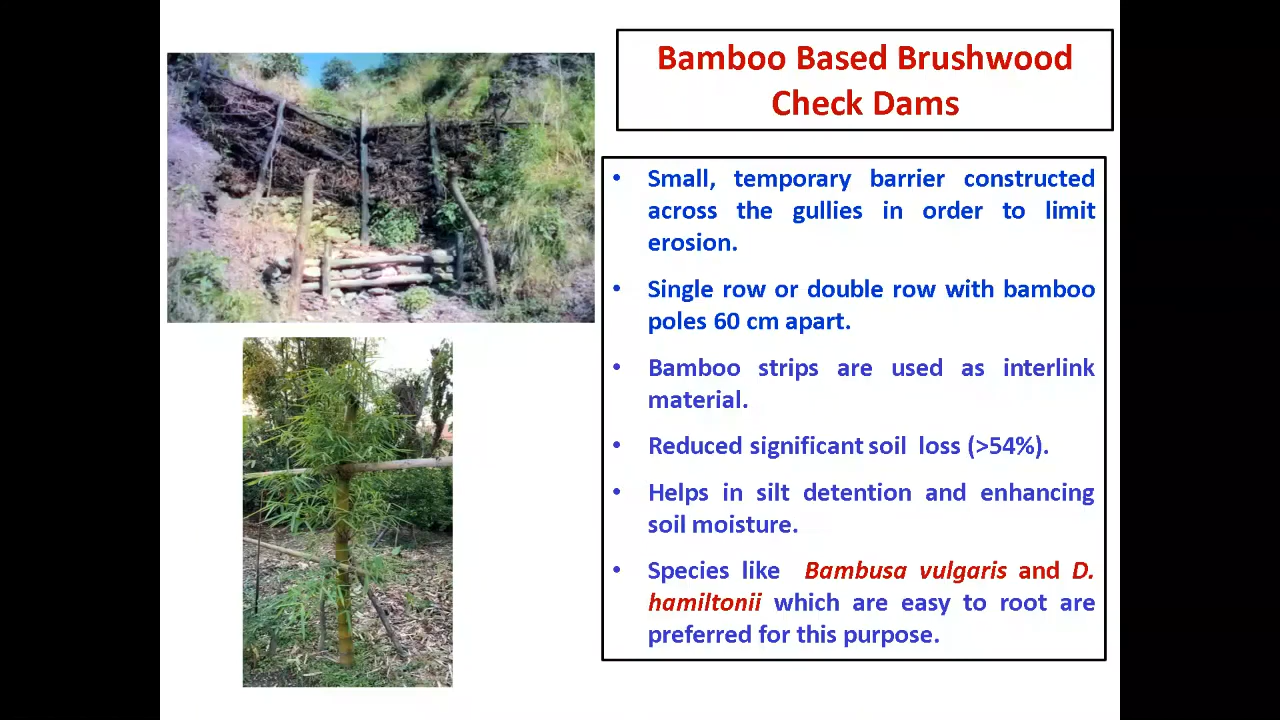 Bamboo Based Brushwood
Check Dams
• Small, temporary barrier constructed
across the gullies in order to limit
erosion.
• Single row or double row with bamboo
poles 60 cm apart.
• Bamboo strips are used as interlink
material.
• Reduced significant soil loss (>54%).
• Helps in silt detention and enhancing
soil moisture.
• Species like Bambusa vulgaris and D.
hamiltonii which are easy to root are
preferred for this purpose.